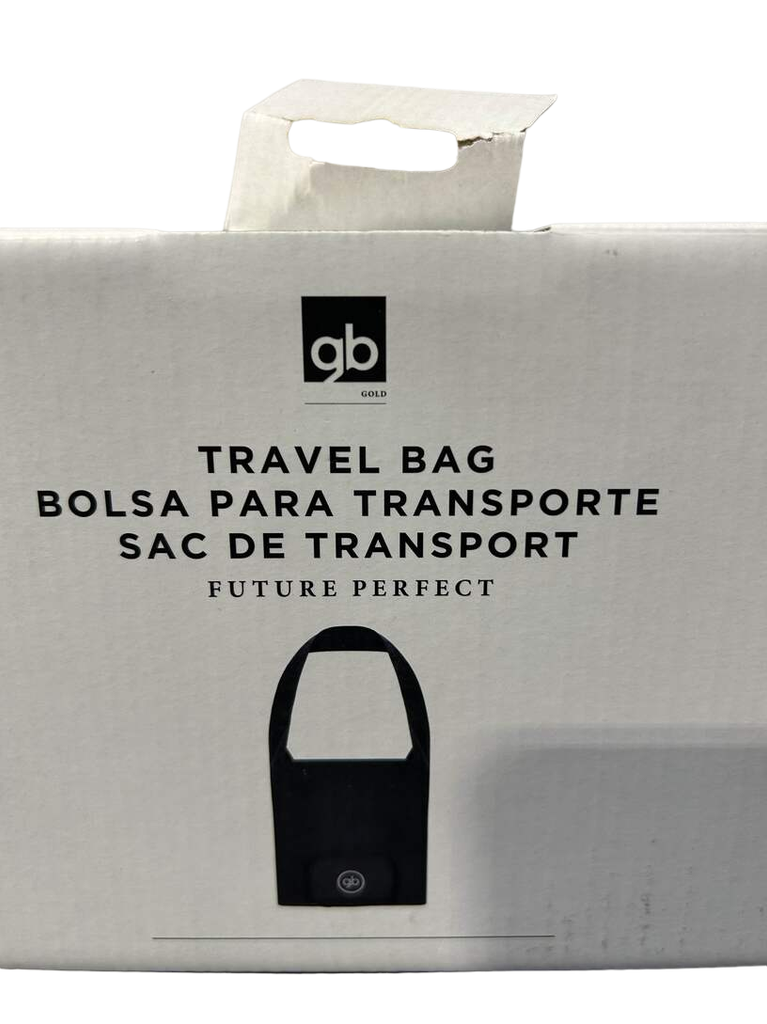 gb
GOLD
TRAVEL BAG
BOLSA PARA TRANSPORTE
SAC DE TRANSPORT
FUTURE PERFECT
gb